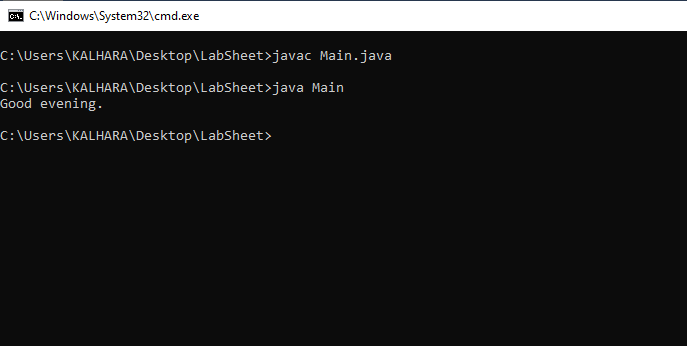 C:\Windows\System32\cmd.exe
C:\Users\KALHARA\Desktop\LabSheet>javac Main.java
C:\Users\KALHARA\Desktop\LabSheet>java Main
Good evening.
C:\Users\KALHARA\Desktop\LabSheet>